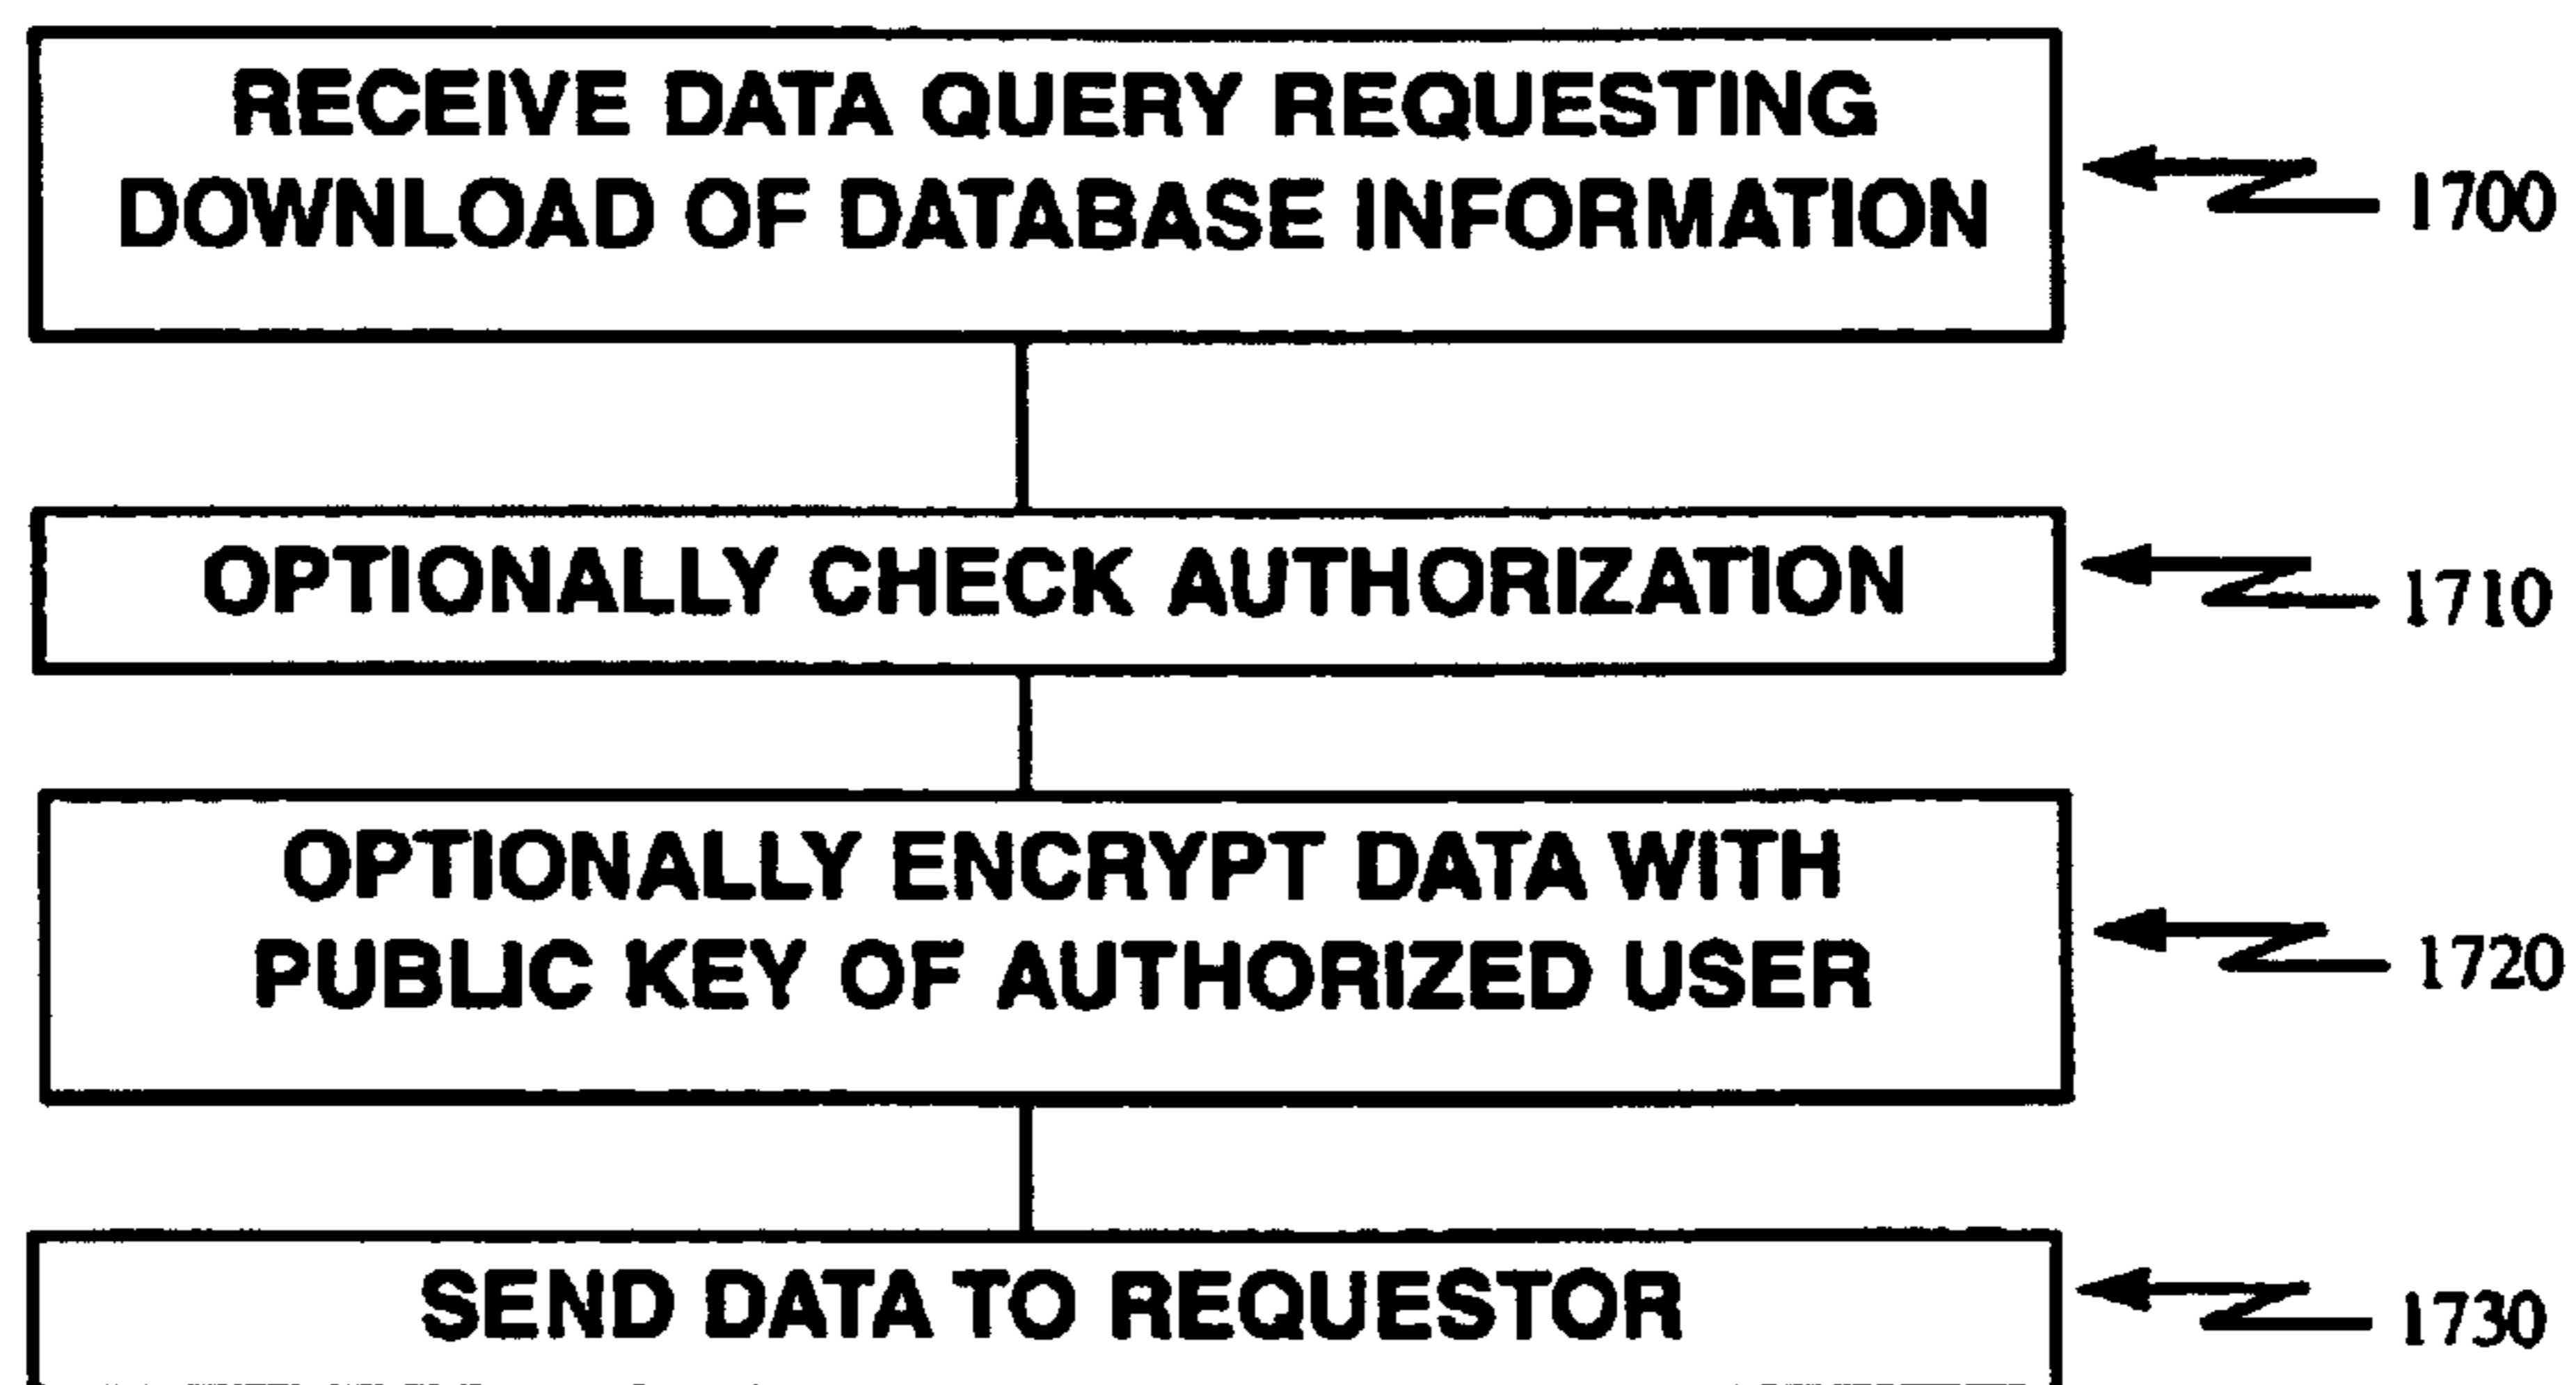 RECEIVE DATA QUERY REQUESTING
DOWNLOAD OF DATABASE INFORMATION
1700
OPTIONALLY CHECK AUTHORIZATION
1710
OPTIONALLY ENCRYPT DATA WITH
PUBLIC KEY OF AUTHORIZED USER
1720
SEND DATA TO REQUESTOR
1730